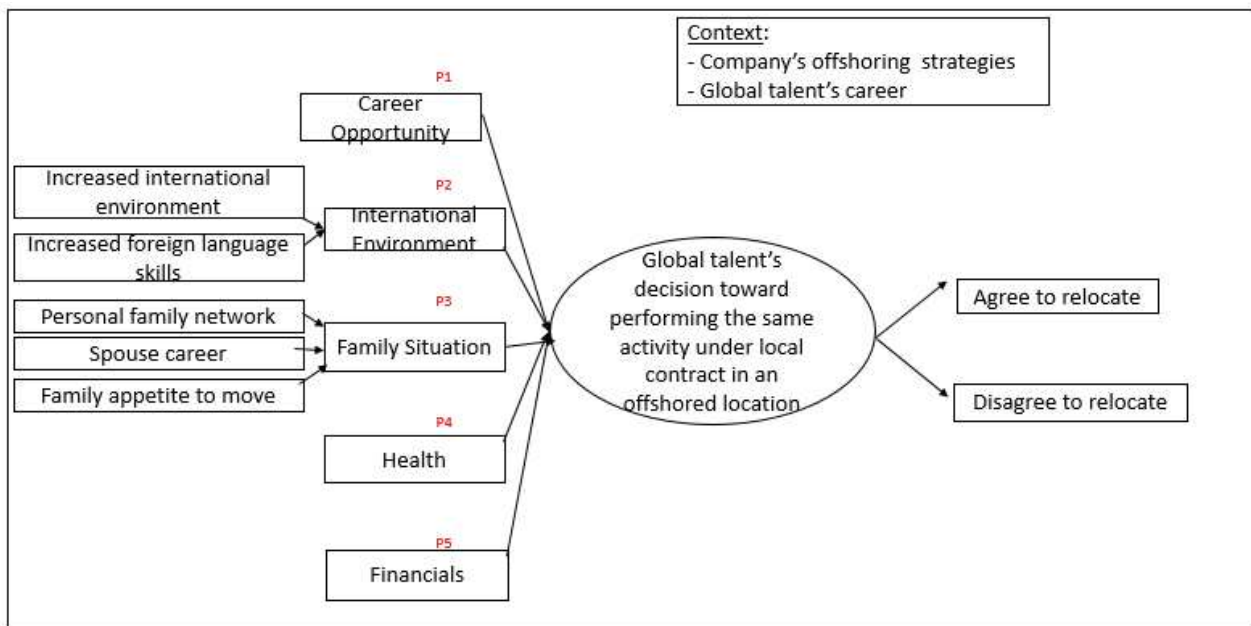 Context:
- Company's offshoring strategies
- Global talent's career
P1
Career
Opportunity
Increased international
environment
Increased foreign language
skills
P2
International
Environment
Personal family network
Spouse career
Family appetite to move
P3
Family Situation
P4
Health
P5
Financials
Global talent's
decision toward
performing the same
activity under local
contract in an
offshored location
Agree to relocate
Disagree to relocate